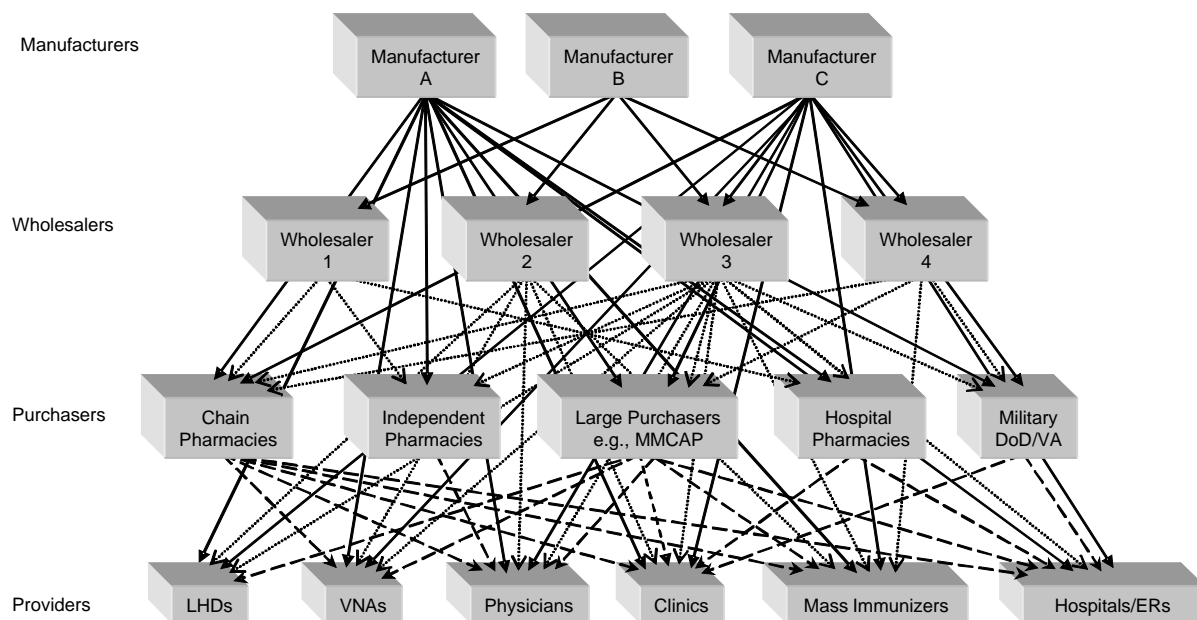 Manufacturers
Manufacturer
A
Manufacturer
B
Manufacturer
C
Wholesalers
Wholesaler
1
Wholesaler
2
Wholesaler
3
Wholesaler
4
Purchasers
Chain
Pharmacies
Independent
Pharmacies
Large Purchasers
e.g., MMCAP
Hospital
Pharmacies
Military
DoD/VA
Providers
LHDs
VNAs
Physicians
Clinics
Mass Immunizers
Hospitals/ERs